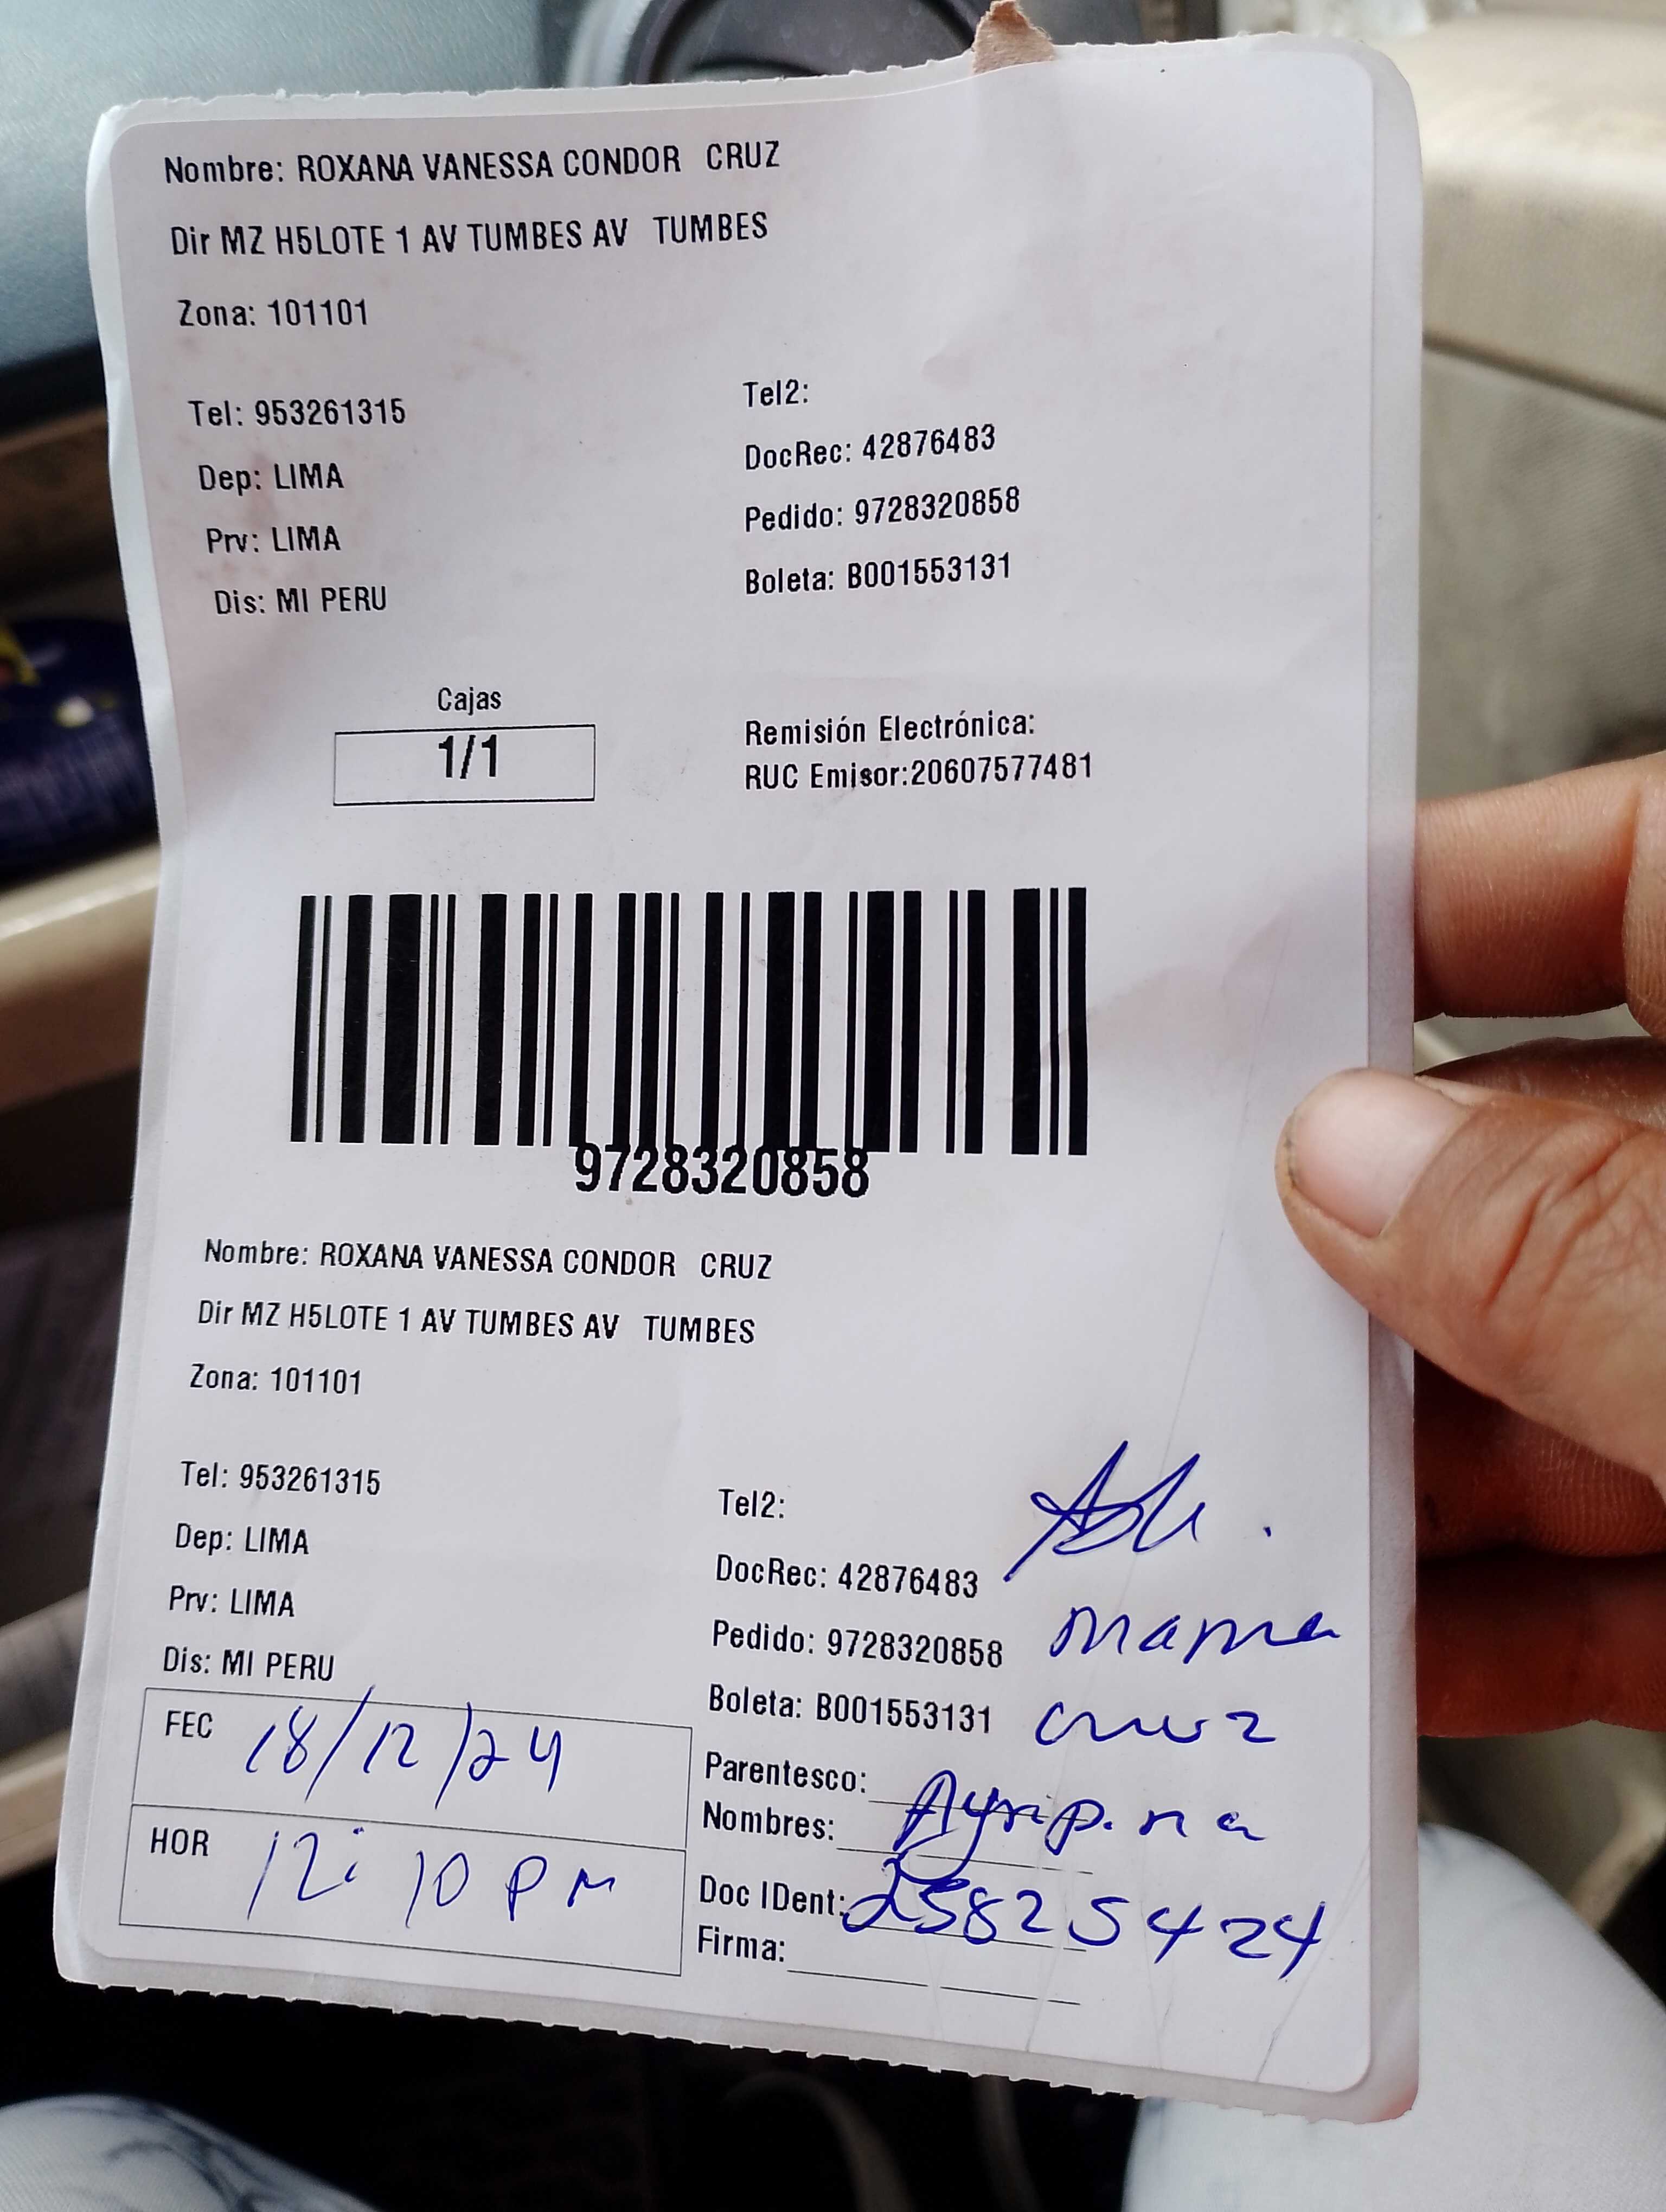 Nombre: ROXANA VANESSA CONDOR CRUZ
Dir MZ H5LOTE 1 AV TUMBES AV TUMBES
Zona: 101101
Tel: 953261315
Dep: LIMA
Prv: LIMA
Dis: MI PERU
Tel2:
DocRec: 42876483
Pedido: 9728320858
Boleta: B001553131
Cajas
1/1
Remisión Electrónica:
RUC Emisor:20607577481
9728320858
Nombre: ROXANA VANESSA CONDOR CRUZ
Dir MZ H5LOTE 1 AV TUMBES AV TUMBES
Zona: 101101
Tel: 953261315
Dep: LIMA
Prv: LIMA
Dis: MI PERU
FEC 18/12/24
HOR 12:10 PM
Tel2:
DocRec: 42876483
Pedido: 9728320858 mama
Boleta: B001553131 cruz
Parentesco:
Nombres: Agripina
Doc IDent: 25825424
Firma: